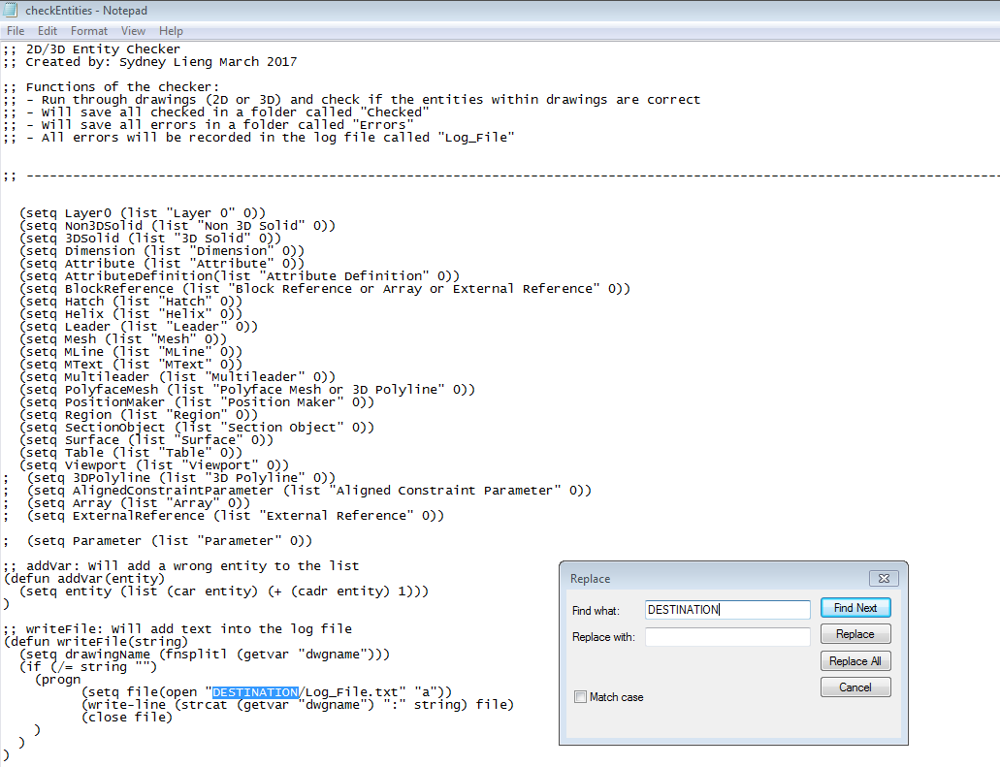 checkEntities - Notepad
File Edit Format View Help
;; 2D/3D Entity Checker
;; Created by: Sydney Lieng March 2017
;; Functions of the checker:
;; - Run through drawings (2D or 3D) and check if the entities within drawings are correct
;; - Will save all checked in a folder called "Checked"
;; - Will save all errors in a folder called "Errors"
;; - All errors will be recorded in the log file called "Log_File"
;; ------------------------------------------------------------------------------------------------------------------------------
(setq Layer0 (list "Layer 0" 0))
(setq Non3DSolid (list "Non 3D Solid" 0))
(setq 3DSolid (list "3D Solid" 0))
(setq Dimension (list "Dimension" 0))
(setq Attribute (list "Attribute" 0))
(setq AttributeDefinition(list "Attribute Definition" 0))
(setq BlockReference (list "Block Reference or Array or External Reference" 0))
(setq Hatch (list "Hatch" 0))
(setq Helix (list "Helix" 0))
(setq Leader (list "Leader" 0))
(setq Mesh (list "Mesh" 0))
(setq MLine (list "MLine" 0))
(setq MText (list "MText" 0))
(setq Multileader (list "Multileader" 0))
(setq PolyfaceMesh (list "Polyface Mesh or 3D Polyline" 0))
(setq PositionMaker (list "Position Maker" 0))
(setq Region (list "Region" 0))
(setq SectionObject (list "Section Object" 0))
(setq Surface (list "Surface" 0))
(setq Table (list "Table" 0))
(setq Viewport (list "Viewport" 0))
; (setq 3DPolyline (list "3D Polyline" 0))
; (setq AlignedConstraintParameter (list "Aligned Constraint Parameter" 0))
; (setq Array (list "Array" 0))
; (setq ExternalReference (list "External Reference" 0))
; (setq Parameter (list "Parameter" 0))
;; addVar: Will add a wrong entity to the list
(defun addVar(entity)
(setq entity (list (car entity) (+ (cadr entity) 1)))
)
;; writeFile: Will add text into the log file
(defun writeFile(string)
(setq drawingName (fnsplitl (getvar "dwgname")))
(if (/= string "")
(progn
(setq file(open "DESTINATION/Log_File.txt" "a"))
(write-line (strcat (getvar "dwgname") ":" string) file)
(close file)
)
)
)
Replace
Find what: DESTINATION Find Next
Replace with: Replace
Replace All
Match case Cancel